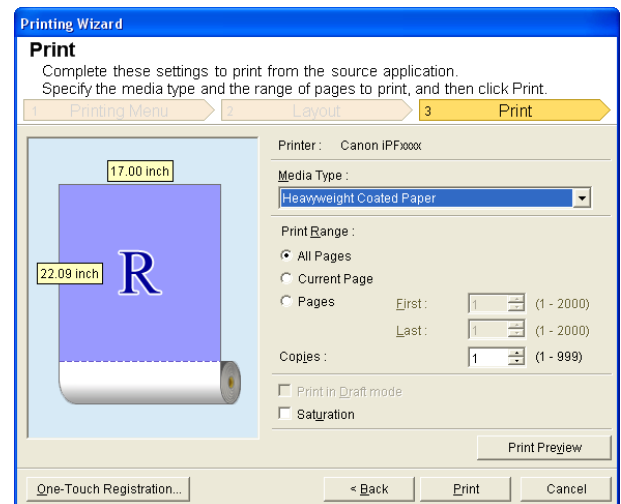 Printing Wizard
Print
Complete these settings to print from the source application.
Specify the media type and the range of pages to print, and then click Print.
1 Printing Menu 2 Layout 3 Print
Printer : Canon iPFxxxx
17.00 inch
Media Type :
Heavyweight Coated Paper
Print Range :
All Pages
R
22.09 inch
Current Page
Pages First : 1 (1 - 2000)
Last : 1 (1 - 2000)
Copies : 1 (1 - 999)
Print in Draft mode
Saturation
Print Preview
One-Touch Registration... < Back Print Cancel